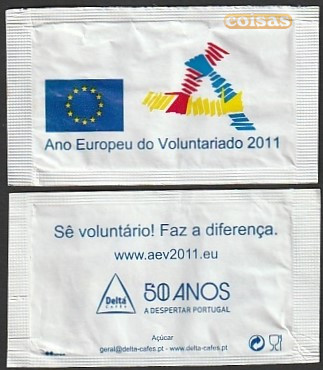 coisas
Ano Europeu do Voluntariado 2011
Sê voluntário! Faz a diferença.
www.aev2011.eu
Delta
CAFÉS
50 ANOS
A DESPERTAR PORTUGAL
Açúcar
geral@delta-cafes.pt - www.delta-cafes.pt